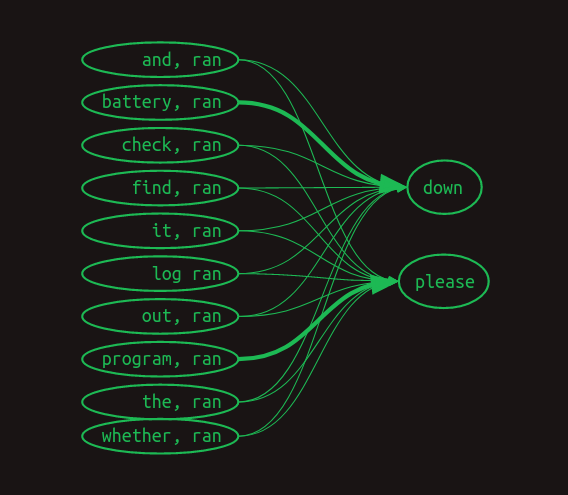 and, ran
battery, ran
check, ran
find, ran
down
it, ran
log ran
please
out, ran
program, ran
the, ran
whether, ran